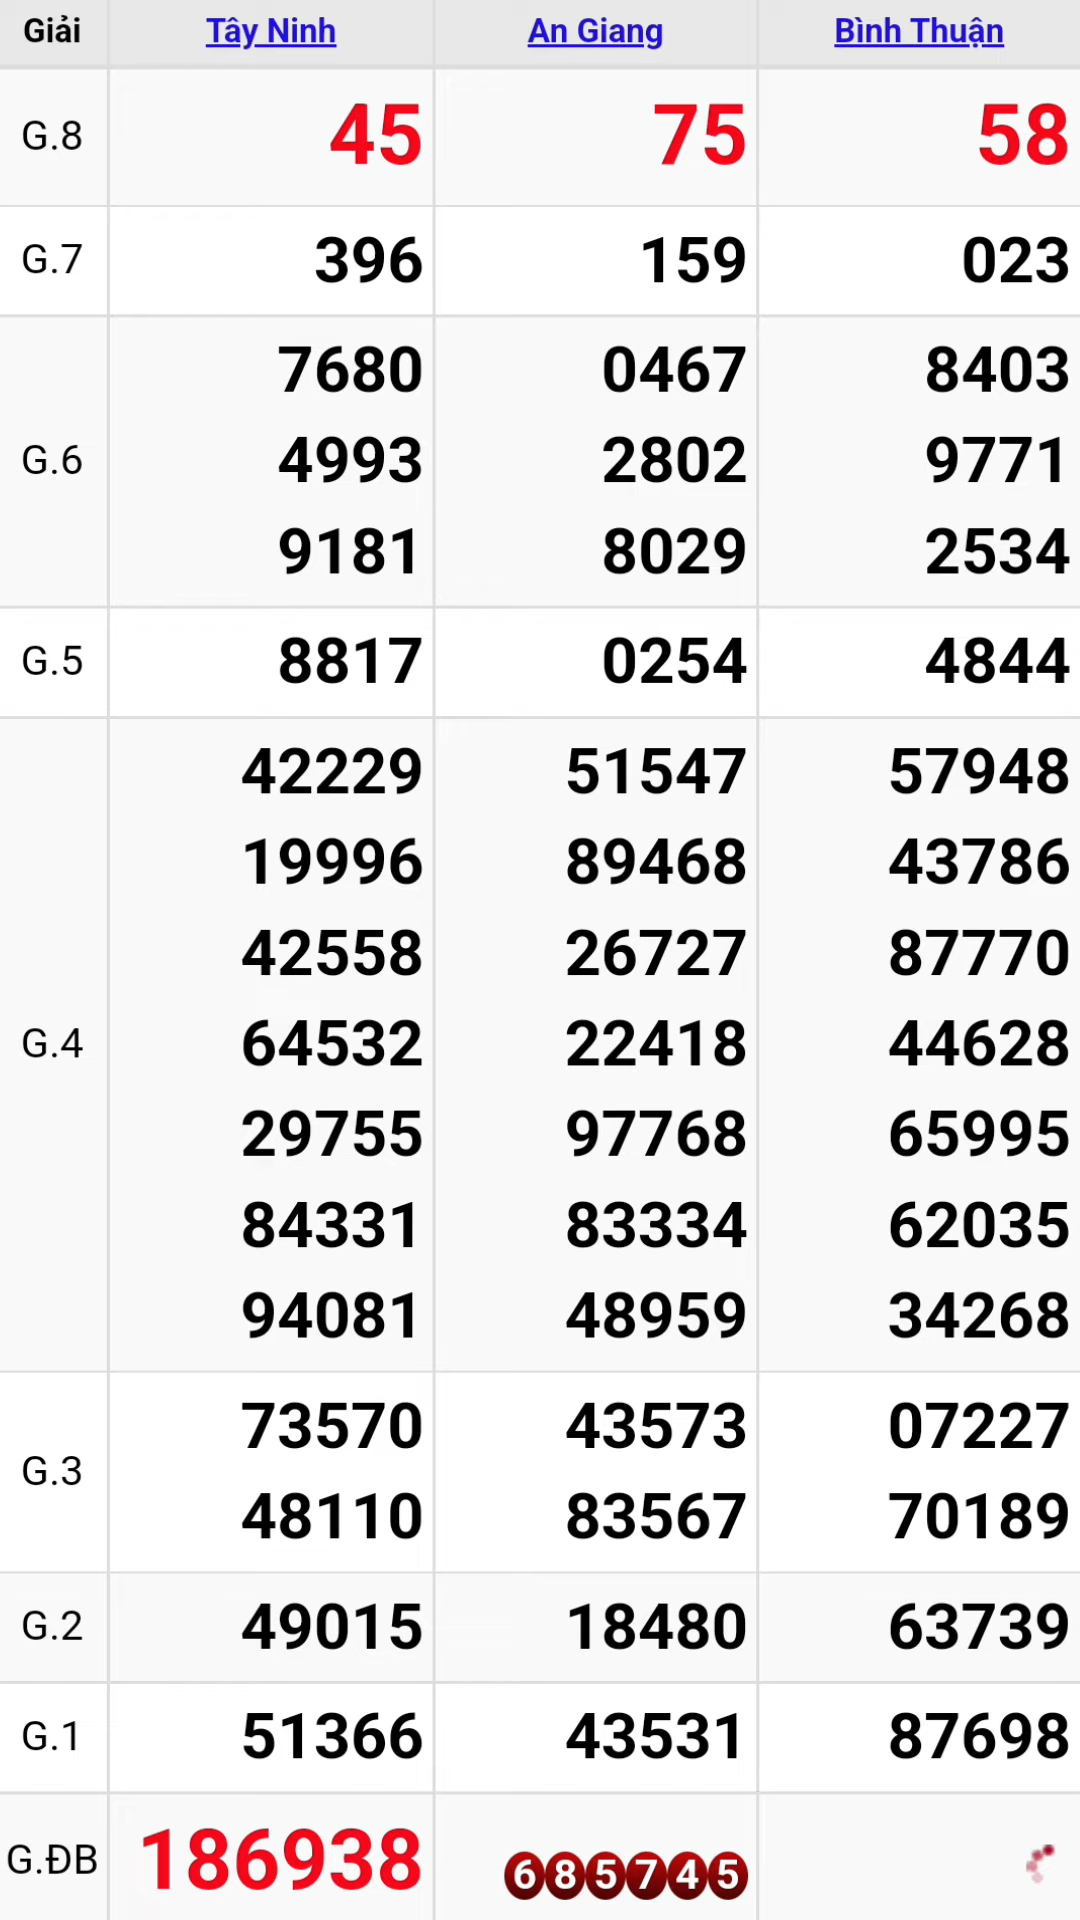 Giải Tây Ninh An Giang Bình Thuận
G.8 45 75 58
G.7 396 159 023
7680 0467 8403
G.6 4993 2802 9771
9181 8029 2534
G.5 8817 0254 4844
42229 51547 57948
19996 89468 43786
42558 26727 87770
G.4 64532 22418 44628
29755 97768 65995
84331 83334 62035
94081 48959 34268
73570 43573 07227
G.3
48110 83567 70189
G.2 49015 18480 63739
G.1 51366 43531 87698
G.ĐB 186938 685745